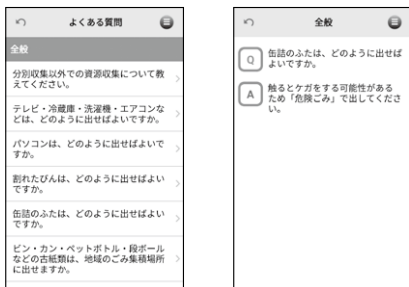 よくある質問
全般
分別収集以外での資源収集について教
えてください。
テレビ・冷蔵庫・洗濯機・エアコンな
どは、どのように出せばよいですか。
パソコンは、どのように出せばよいで
すか。
割れたびんは、どのように出せばよい
ですか。
缶詰のふたは、どのように出せばよい
ですか。
ビン・カン・ペットボトル・段ボール
などの古紙類は、地域のごみ集積場所
に出せますか。
全般
Q
缶詰のふたは、どのように出せば
よいですか。
A
触るとケガをする可能性がある
ため「危険ごみ」で出してくださ
い。